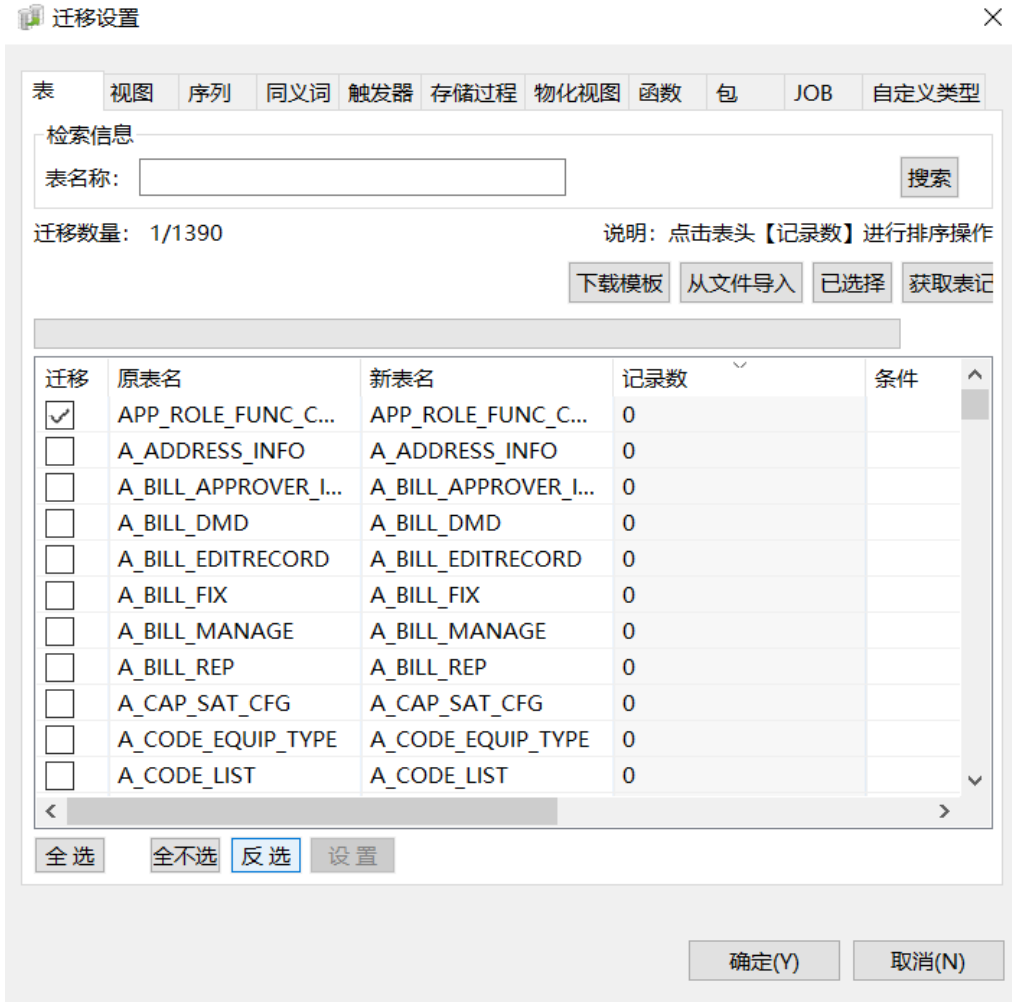 迁移设置
表 视图 序列 同义词 触发器 存储过程 物化视图 函数 包 JOB 自定义类型
检索信息
表名称: 搜索
迁移数量: 1/1390 说明: 点击表头【记录数】进行排序操作
下载模板 从文件导入 已选择 获取表记
迁移 原表名 新表名 记录数 条件
APP_ROLE_FUNC_C... APP_ROLE_FUNC_C... 0
A_ADDRESS_INFO A_ADDRESS_INFO 0
A_BILL_APPROVER_I... A_BILL_APPROVER_I... 0
A_BILL_DMD A_BILL_DMD 0
A_BILL_EDITRECORD A_BILL_EDITRECORD 0
A_BILL_FIX A_BILL_FIX 0
A_BILL_MANAGE A_BILL_MANAGE 0
A_BILL_REP A_BILL_REP 0
A_CAP_SAT_CFG A_CAP_SAT_CFG 0
A_CODE_EQUIP_TYPE A_CODE_EQUIP_TYPE 0
A_CODE_LIST A_CODE_LIST 0
全 选 全不选 反 选 设 置
确定(Y) 取消(N)